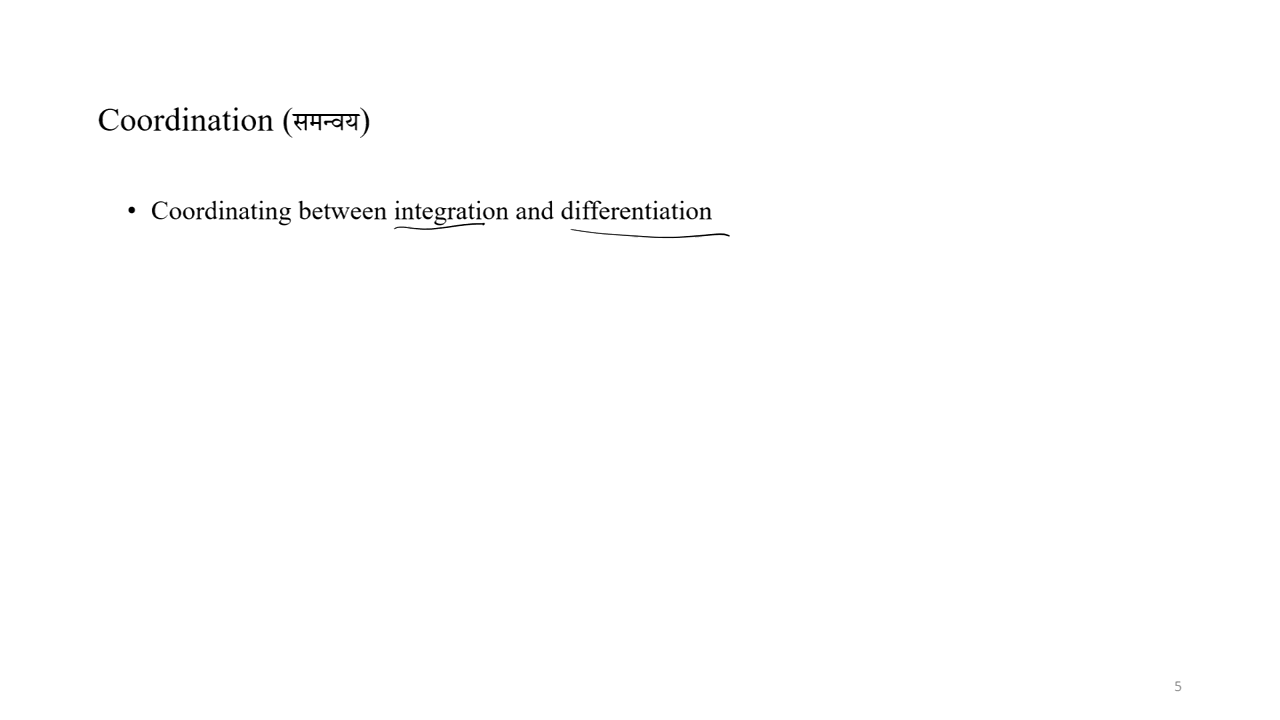 Coordination (समन्वय)
• Coordinating between integration and differentiation
5